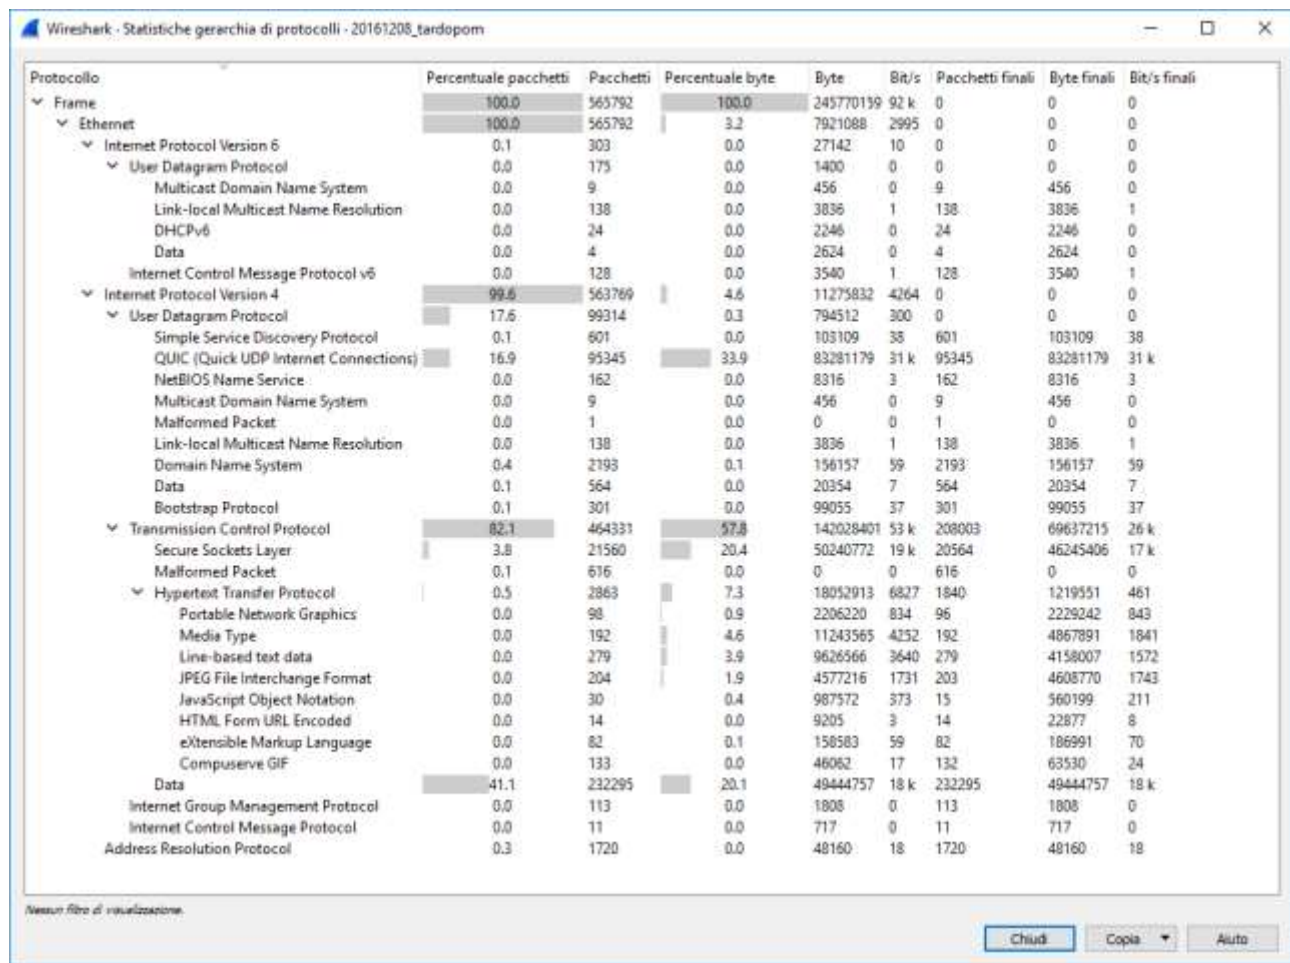 Wireshark · Statistiche gerarchia di protocolli · 20161208_tardopom
Protocollo Percentuale pacchetti Pacchetti Percentuale byte Byte Bit/s Pacchetti finali Byte finali Bit/s finali
Frame 100.0 565792 100.0 245770159 92 k 0 0 0
Ethernet 100.0 565792 3.2 7921088 2995 0 0 0
Internet Protocol Version 6 0.1 303 0.0 27142 10 0 0 0
User Datagram Protocol 0.0 175 0.0 1400 0 0 0 0
Multicast Domain Name System 0.0 9 0.0 456 0 9 456 0
Link-local Multicast Name Resolution 0.0 138 0.0 3836 1 138 3836 1
DHCPv6 0.0 24 0.0 2246 0 24 2246 0
Data 0.0 4 0.0 2624 0 4 2624 0
Internet Control Message Protocol v6 0.0 128 0.0 3540 1 128 3540 1
Internet Protocol Version 4 99.6 563769 4.6 11275832 4264 0 0 0
User Datagram Protocol 17.6 99314 0.3 794512 300 0 0 0
Simple Service Discovery Protocol 0.1 601 0.0 103109 38 601 103109 38
QUIC (Quick UDP Internet Connections) 16.9 95345 33.9 83281179 31 k 95345 83281179 31 k
NetBIOS Name Service 0.0 162 0.0 8316 3 162 8316 3
Multicast Domain Name System 0.0 9 0.0 456 0 9 456 0
Malformed Packet 0.0 1 0.0 0 0 1 0 0
Link-local Multicast Name Resolution 0.0 138 0.0 3836 1 138 3836 1
Domain Name System 0.4 2193 0.1 156157 59 2193 156157 59
Data 0.1 564 0.0 20354 7 564 20354 7
Bootstrap Protocol 0.1 301 0.0 99055 37 301 99055 37
Transmission Control Protocol 82.1 464331 57.8 142028401 53 k 208003 69637215 26 k
Secure Sockets Layer 3.8 21560 20.4 50240772 19 k 20564 46245406 17 k
Malformed Packet 0.1 616 0.0 0 0 616 0 0
Hypertext Transfer Protocol 0.5 2863 7.3 18052913 6827 1840 1219551 461
Portable Network Graphics 0.0 98 0.9 2206220 834 96 2229242 843
Media Type 0.0 192 4.6 11243565 4252 192 4867891 1841
Line-based text data 0.0 279 3.9 9626566 3640 279 4158007 1572
JPEG File Interchange Format 0.0 204 1.9 4577216 1731 203 4608770 1743
JavaScript Object Notation 0.0 30 0.4 987572 373 15 560199 211
HTML Form URL Encoded 0.0 14 0.0 9205 3 14 22877 8
eXtensible Markup Language 0.0 82 0.1 158583 59 82 186991 70
Compuserve GIF 0.0 133 0.0 46062 17 132 63530 24
Data 41.1 232295 20.1 49444757 18 k 232295 49444757 18 k
Internet Group Management Protocol 0.0 113 0.0 1808 0 113 1808 0
Internet Control Message Protocol 0.0 11 0.0 717 0 11 717 0
Address Resolution Protocol 0.3 1720 0.0 48160 18 1720 48160 18
Nessun filtro di visualizzazione.
Chiudi Copia Aiuto